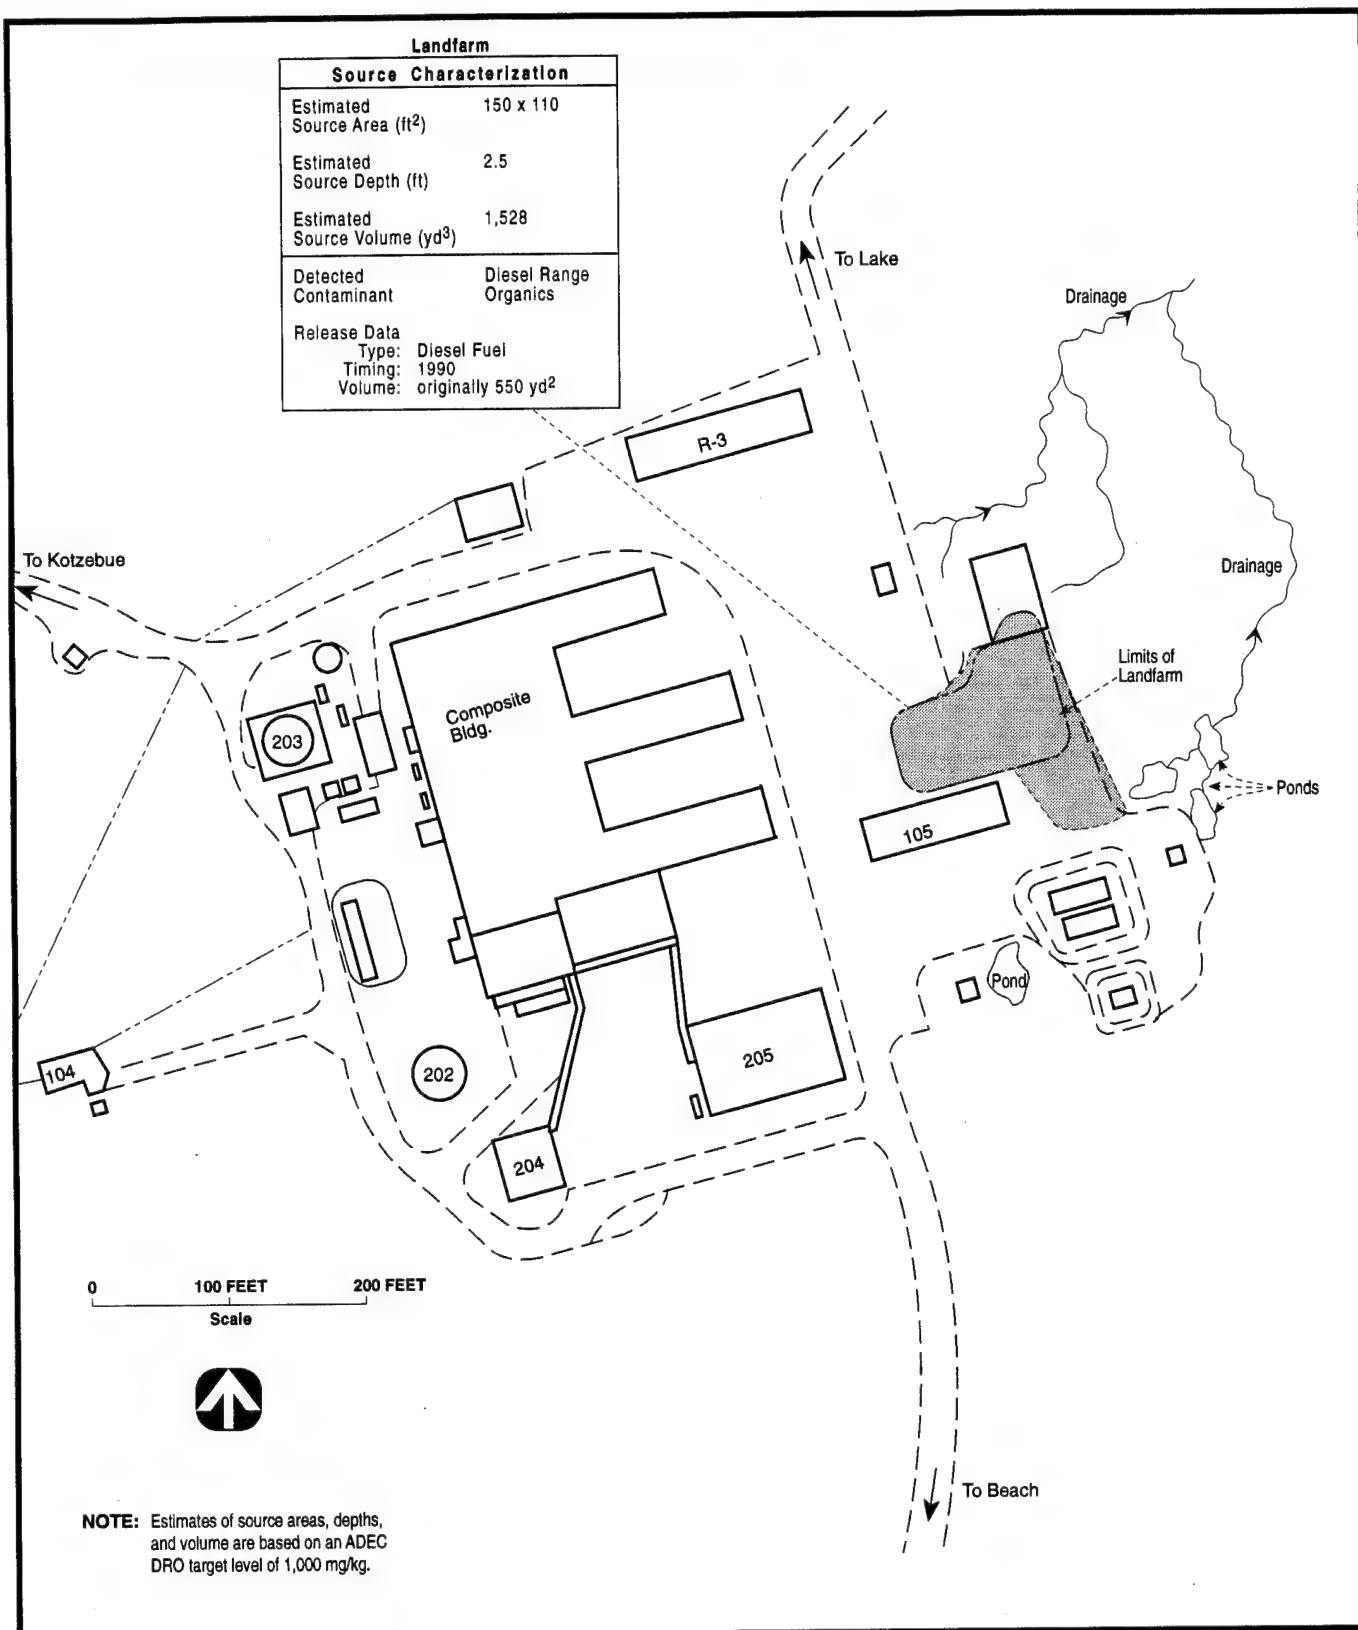 Landfarm
Source Characterization
Estimated 150 x 110
Source Area (ft²)
Estimated 2.5
Source Depth (ft)
Estimated 1,528
Source Volume (yd³)
Detected Diesel Range
Contaminant Organics
Release Data
Type: Diesel Fuel
Timing: 1990
Volume: originally 550 yd²
To Lake
Drainage
R-3
To Kotzebue
Drainage
Limits of
Landfarm
Composite
Bldg.
203
Ponds
105
Pond
205
104
202
204
0 100 FEET 200 FEET
Scale
To Beach
NOTE: Estimates of source areas, depths,
and volume are based on an ADEC
DRO target level of 1,000 mg/kg.